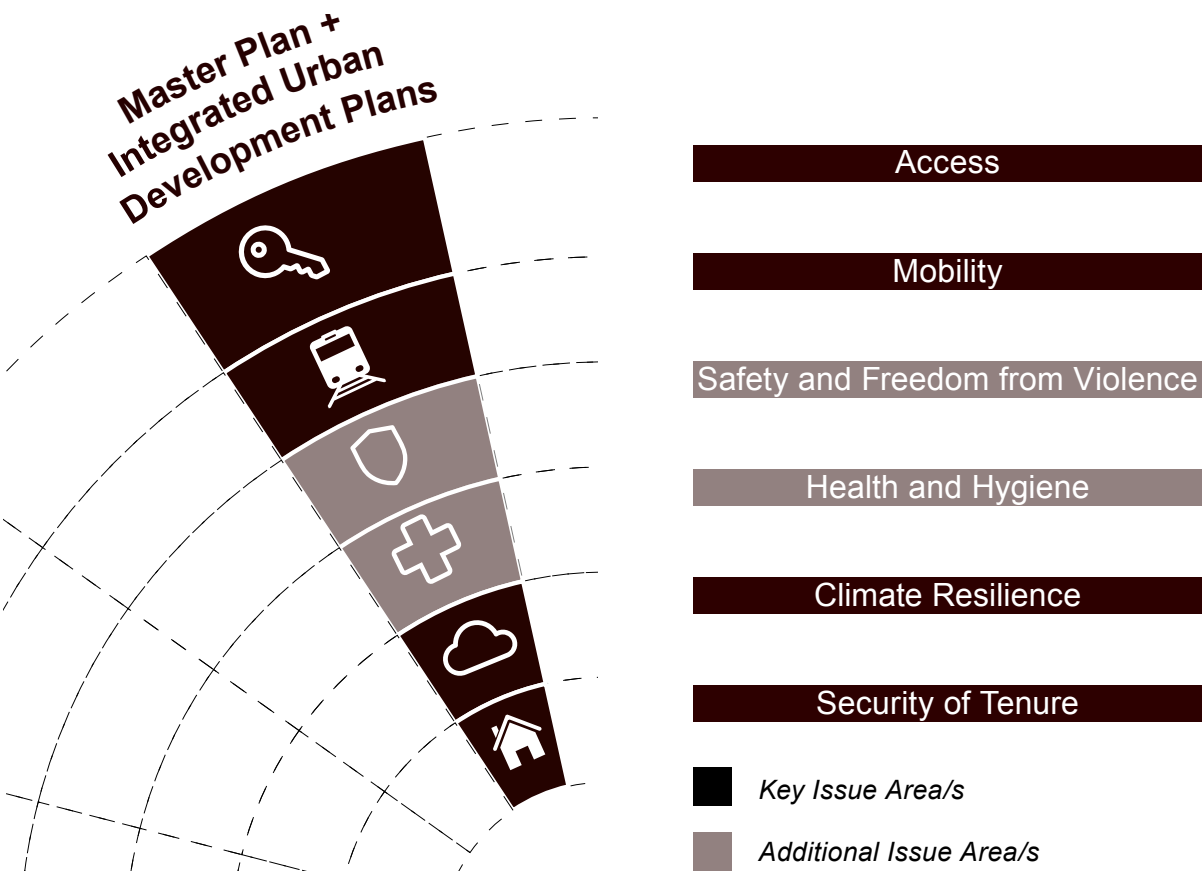 Master Plan +
Integrated Urban
Development Plans
Access
Mobility
Safety and Freedom from Violence
Health and Hygiene
Climate Resilience
Security of Tenure
Key Issue Area/s
Additional Issue Area/s